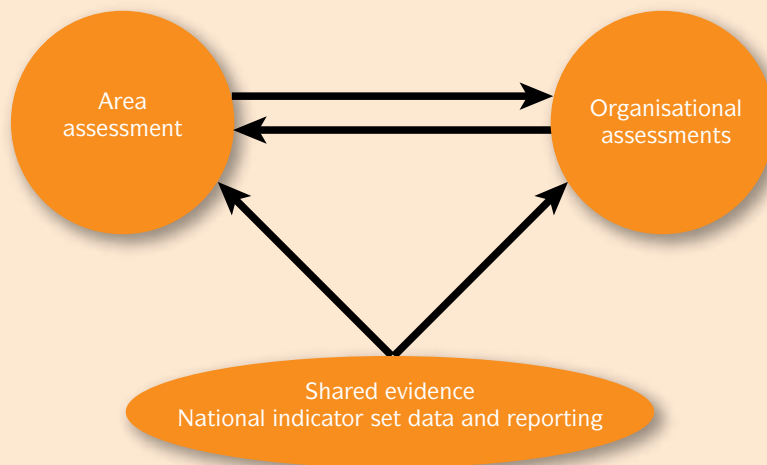 Area
assessment
Organisational
assessments
Shared evidence
National indicator set data and reporting